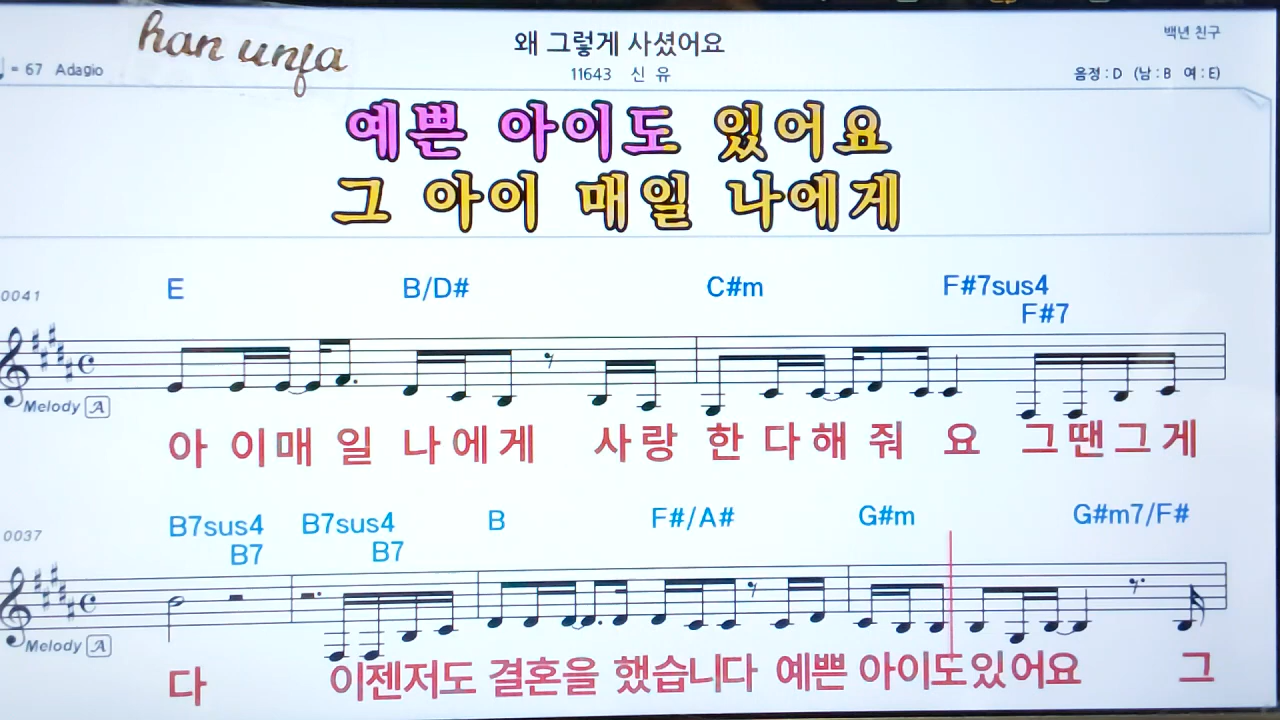 han unja
왜 그렇게 사셨어요
백년 친구
♩ = 67 Adagio
11643 신 유
음정 : D (남 : B 여 : E)
예쁜 아이도 있어요
그 아이 매일 나에게
0041
E B/D# C#m F#7sus4
F#7
Melody A
아 이매 일 나에게 사랑 한다해 줘 요 그땐그게
0037
B7sus4 B7sus4 B F#/A# G#m G#m7/F#
B7 B7
Melody A
다 이젠저도 결혼을 했습니다 예쁜 아이도있어요 그